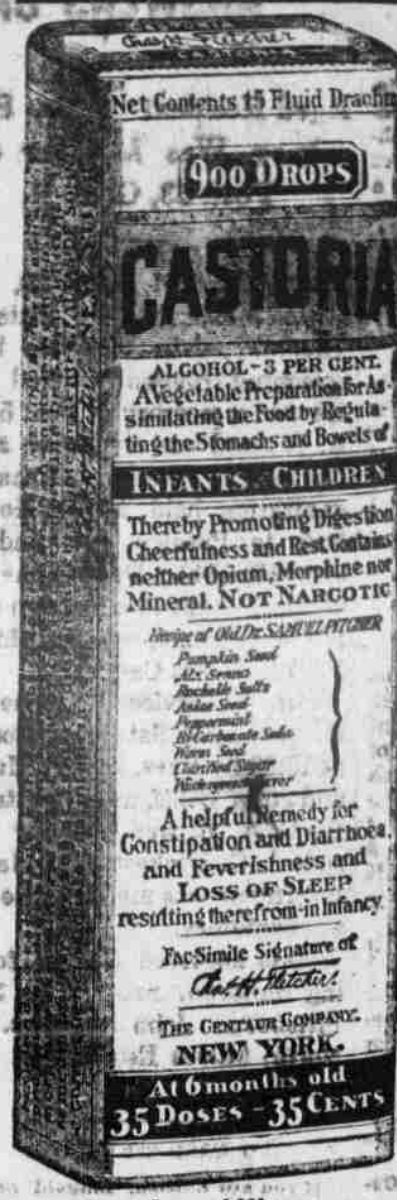 Chas H Fletcher
Net Contents 15 Fluid Drachm
900 DROPS
CASTORIA
ALCOHOL-3 PER CENT.
A Vegetable Preparation for As-
similating the Food by Regula-
ting the Stomachs and Bowels of
INFANTS CHILDREN
Thereby Promoting Digestion
Cheerfulness and Rest Contains
neither Opium, Morphine nor
Mineral. NOT NARCOTIC
Recipe of Old Dr. SAMUEL PITCHER
Pumpkin Seed
Alx Senna
Rochelle Salts
Anise Seed
Peppermint
Bi-Carbonate Soda
Worm Seed
Clarified Sugar
A helpful Remedy for
Constipation and Diarrhoea,
and Feverishness and
LOSS OF SLEEP
resulting therefrom-in Infancy.
Fac-Simile Signature of
Chas. H. Fletcher.
THE CENTAUR COMPANY.
NEW YORK.
At 6 months old
35 DOSES - 35 CENTS